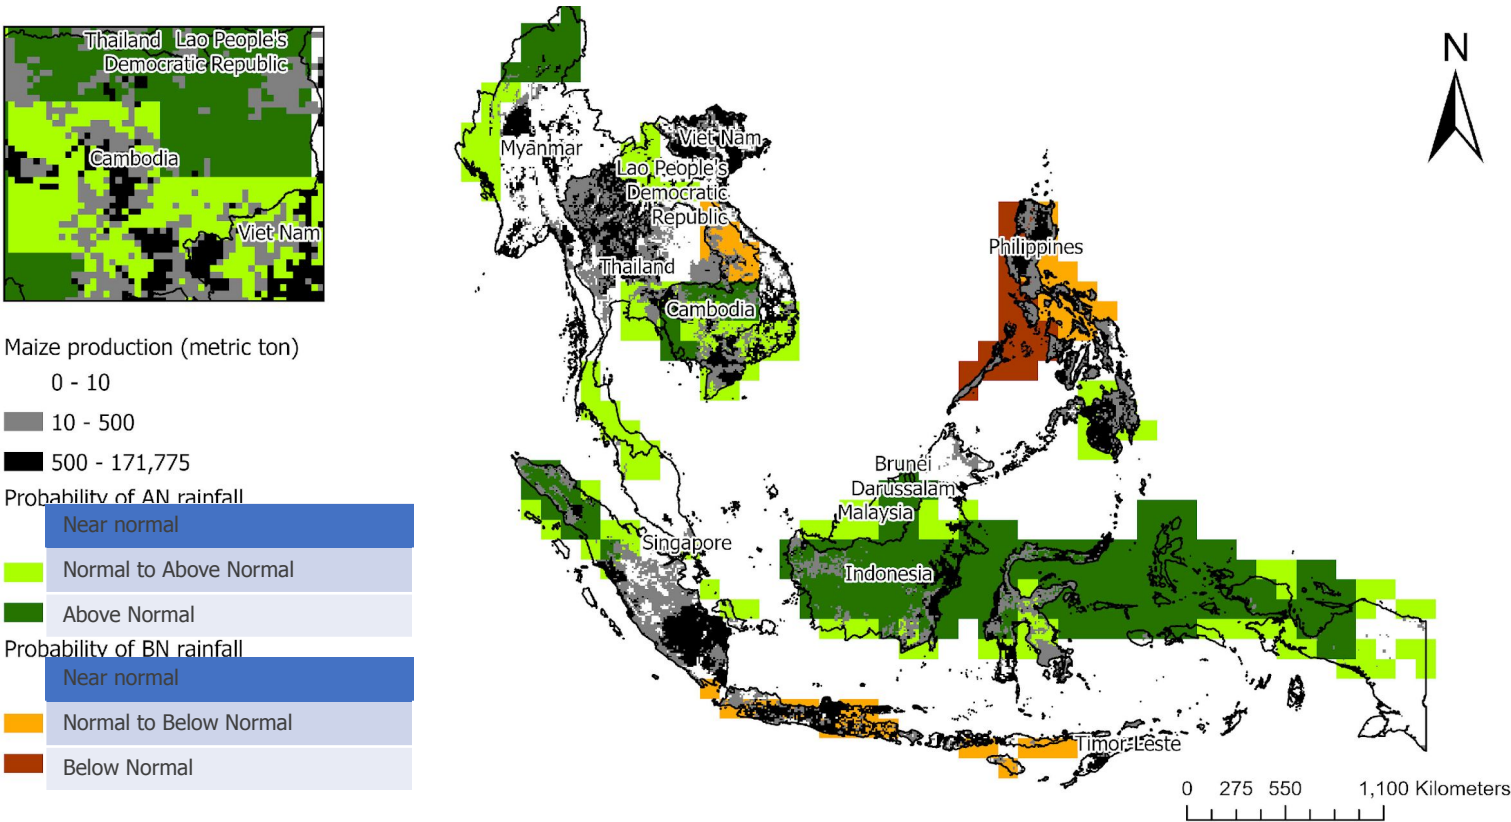 Thailand Lao People's
Democratic Republic
Cambodia
Viet Nam
Maize production (metric ton)
0 - 10
10 - 500
500 - 171,775
Probability of AN rainfall
Near normal
Normal to Above Normal
Above Normal
Probability of BN rainfall
Near normal
Normal to Below Normal
Below Normal
N
Myanmar
Viet Nam
Lao People's
Democratic
Republic
Thailand
Cambodia
Philippines
Brunei
Darussalam
Malaysia
Singapore
Indonesia
Timor-Leste
0 275 550 1,100 Kilometers